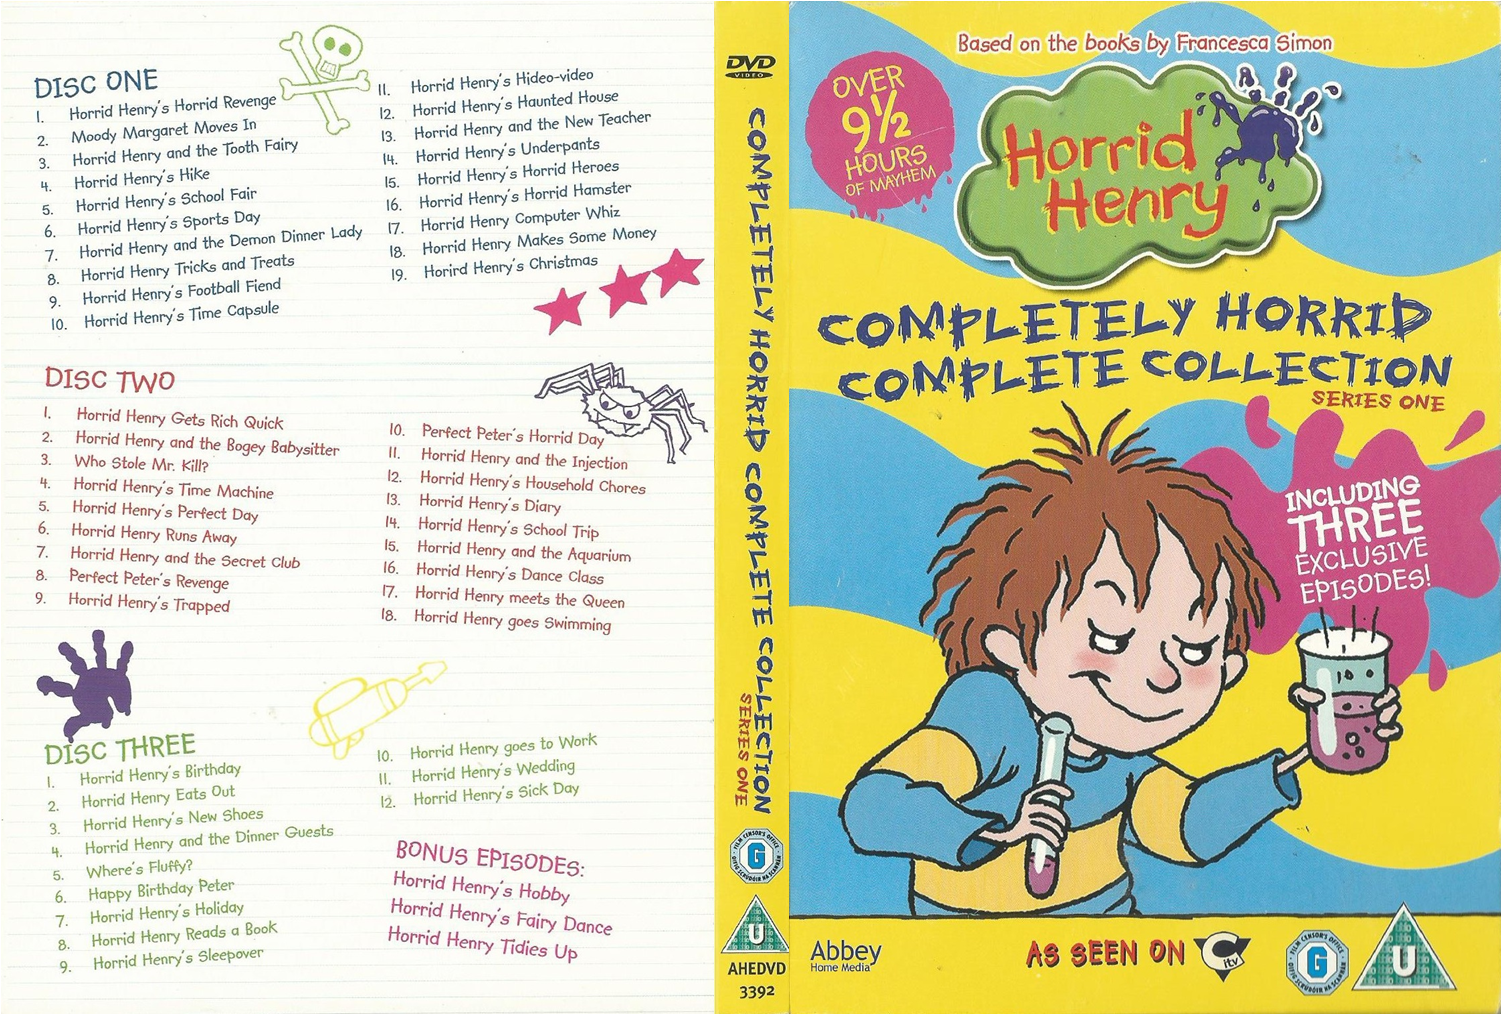 DISC ONE
1. Horrid Henry's Horrid Revenge
2. Moody Margaret Moves In
3. Horrid Henry and the Tooth Fairy
4. Horrid Henry's Hike
5. Horrid Henry's School Fair
6. Horrid Henry's Sports Day
7. Horrid Henry and the Demon Dinner Lady
8. Horrid Henry Tricks and Treats
9. Horrid Henry's Football Fiend
10. Horrid Henry's Time Capsule
11. Horrid Henry's Hideo-video
12. Horrid Henry's Haunted House
13. Horrid Henry and the New Teacher
14. Horrid Henry's Underpants
15. Horrid Henry's Horrid Heroes
16. Horrid Henry's Horrid Hamster
17. Horrid Henry Computer Whiz
18. Horrid Henry Makes Some Money
19. Horird Henry's Christmas
DISC TWO
1. Horrid Henry Gets Rich Quick
2. Horrid Henry and the Bogey Babysitter
3. Who Stole Mr. Kill?
4. Horrid Henry's Time Machine
5. Horrid Henry's Perfect Day
6. Horrid Henry Runs Away
7. Horrid Henry and the Secret Club
8. Perfect Peter's Revenge
9. Horrid Henry's Trapped
10. Perfect Peter's Horrid Day
11. Horrid Henry and the Injection
12. Horrid Henry's Household Chores
13. Horrid Henry's Diary
14. Horrid Henry's School Trip
15. Horrid Henry and the Aquarium
16. Horrid Henry's Dance Class
17. Horrid Henry meets the Queen
18. Horrid Henry goes Swimming
DISC THREE
1. Horrid Henry's Birthday
2. Horrid Henry Eats Out
3. Horrid Henry's New Shoes
4. Horrid Henry and the Dinner Guests
5. Where's Fluffy?
6. Happy Birthday Peter
7. Horrid Henry's Holiday
8. Horrid Henry Reads a Book
9. Horrid Henry's Sleepover
10. Horrid Henry goes to Work
11. Horrid Henry's Wedding
12. Horrid Henry's Sick Day
BONUS EPISODES:
Horrid Henry's Hobby
Horrid Henry's Fairy Dance
Horrid Henry Tidies Up
DVD
VIDEO
COMPLETELY HORRID COMPLETE COLLECTION
SERIES ONE
FILM CENSOR'S OFFICE
G
OIFIG SCRÚDÓIR NA SCANNÁN
U
AHEDVD
3392
Based on the books by Francesca Simon
OVER
9½
HOURS
OF MAYHEM
Horrid
Henry
COMPLETELY HORRID
COMPLETE COLLECTION
SERIES ONE
INCLUDING
THREE
EXCLUSIVE
EPISODES!
Abbey
Home Media
AS SEEN ON
C
itv
FILM CENSOR'S OFFICE
G
OIFIG SCRÚDÓIR NA SCANNÁN
U